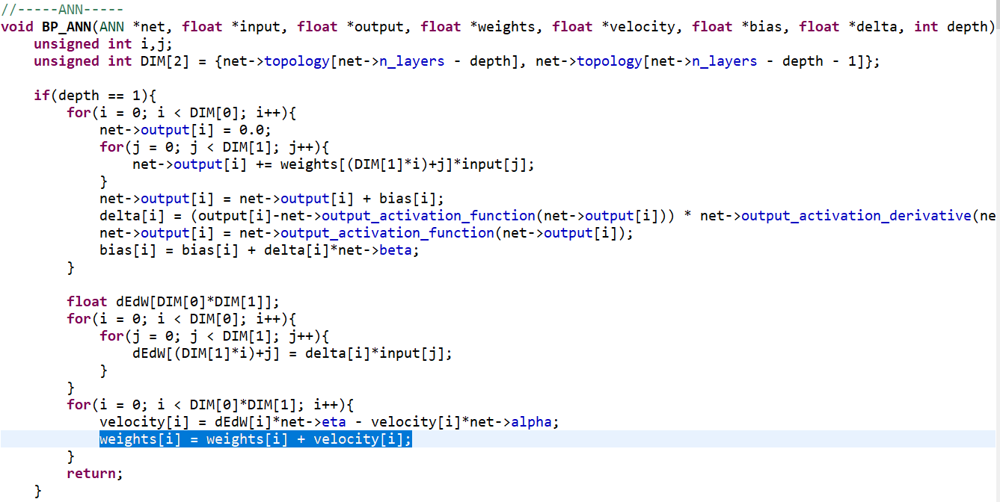 //-----ANN-----
void BP_ANN(ANN *net, float *input, float *output, float *weights, float *velocity, float *bias, float *delta, int depth)
    unsigned int i,j;
    unsigned int DIM[2] = {net->topology[net->n_layers - depth], net->topology[net->n_layers - depth - 1]};

    if(depth == 1){
        for(i = 0; i < DIM[0]; i++){
            net->output[i] = 0.0;
            for(j = 0; j < DIM[1]; j++){
                net->output[i] += weights[(DIM[1]*i)+j]*input[j];
            }
            net->output[i] = net->output[i] + bias[i];
            delta[i] = (output[i]-net->output_activation_function(net->output[i])) * net->output_activation_derivative(ne
            net->output[i] = net->output_activation_function(net->output[i]);
            bias[i] = bias[i] + delta[i]*net->beta;
        }

        float dEdW[DIM[0]*DIM[1]];
        for(i = 0; i < DIM[0]; i++){
            for(j = 0; j < DIM[1]; j++){
                dEdW[(DIM[1]*i)+j] = delta[i]*input[j];
            }
        }
        for(i = 0; i < DIM[0]*DIM[1]; i++){
            velocity[i] = dEdW[i]*net->eta - velocity[i]*net->alpha;
            weights[i] = weights[i] + velocity[i];
        }
        return;
    }